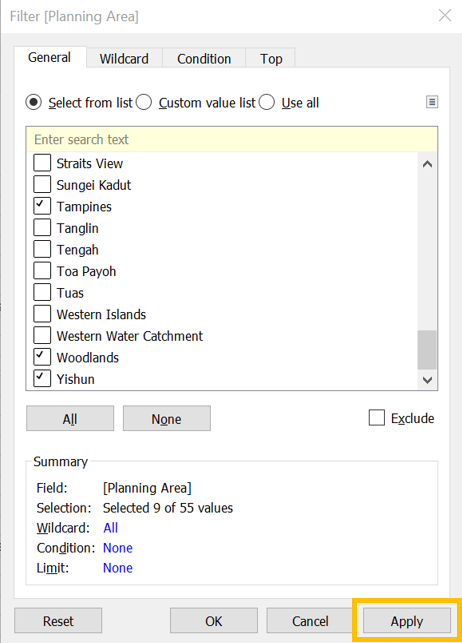 Filter [Planning Area]
General Wildcard Condition Top
Select from list Custom value list Use all
Enter search text
Straits View
Sungei Kadut
Tampines
Tanglin
Tengah
Toa Payoh
Tuas
Western Islands
Western Water Catchment
Woodlands
Yishun
All None Exclude
Summary
Field: [Planning Area]
Selection: Selected 9 of 55 values
Wildcard: All
Condition: None
Limit: None
Reset OK Cancel Apply